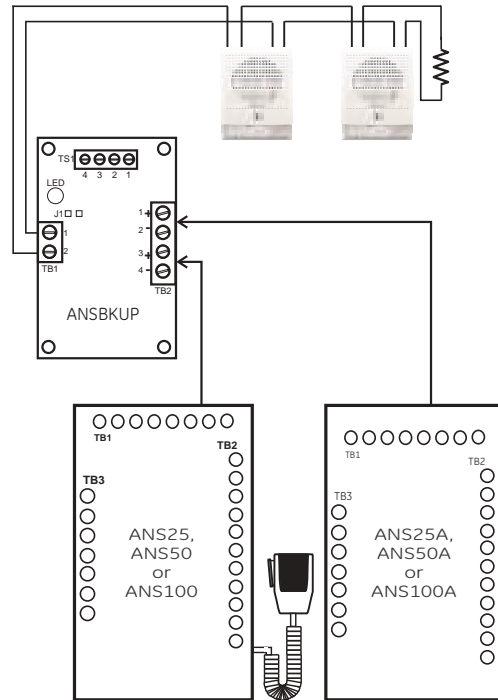 TS1
4 3 2 1
LED
J1
1
2
TB1
1 +
2 -
3 +
4 -
TB2
ANSBKUP
TB1
TB2
TB3
ANS25,
ANS50
or
ANS100
TB1
TB2
TB3
ANS25A,
ANS50A
or
ANS100A